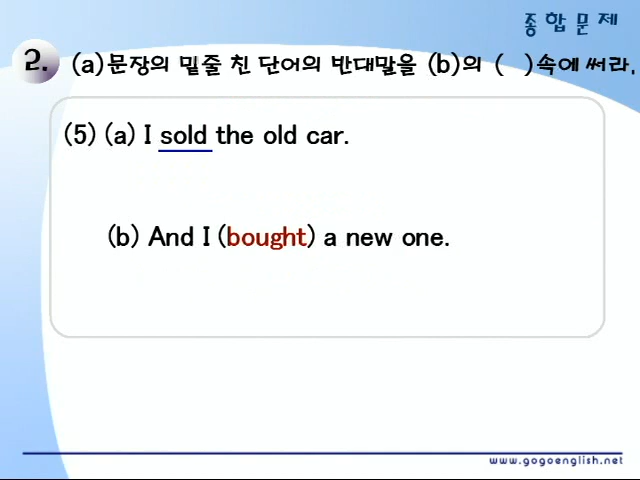 종합문제
2. (a)문장의 밑줄 친 단어의 반대말을 (b)의 (  )속에 써라.
(5) (a) I sold the old car.
(b) And I (bought) a new one.
www.gogoenglish.net